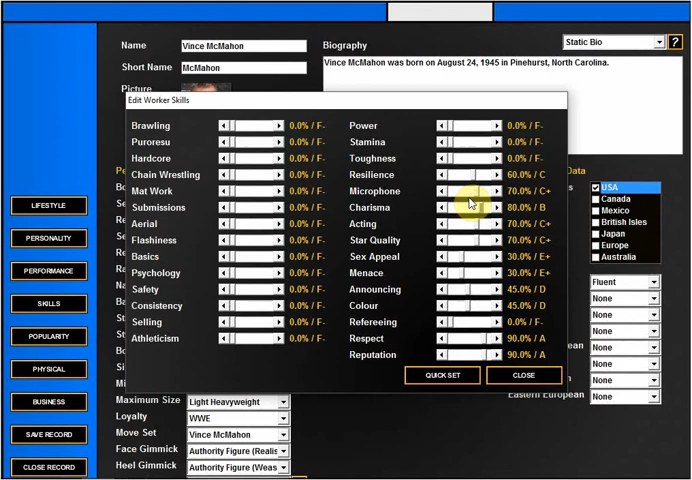 Name
Vince McMahon
Biography
Static Bio
?
Short Name
McMahon
Vince McMahon was born on August 24, 1945 in Pinehurst, North Carolina.
Picture
Edit Worker Skills
Brawling 0.0% / F-
Puroresu 0.0% / F-
Hardcore 0.0% / F-
Chain Wrestling 0.0% / F-
Mat Work 0.0% / F-
Submissions 0.0% / F-
Aerial 0.0% / F-
Flashiness 0.0% / F-
Basics 0.0% / F-
Psychology 0.0% / F-
Safety 0.0% / F-
Consistency 0.0% / F-
Selling 0.0% / F-
Athleticism 0.0% / F-
Power 0.0% / F-
Stamina 0.0% / F-
Toughness 0.0% / F-
Resilience 60.0% / C
Microphone 70.0% / C+
Charisma 80.0% / B
Acting 70.0% / C+
Star Quality 70.0% / C+
Sex Appeal 30.0% / E+
Menace 30.0% / E+
Announcing 45.0% / D
Colour 45.0% / D
Refereeing 0.0% / F-
Respect 90.0% / A
Reputation 90.0% / A
QUICK SET
CLOSE
Data
USA
Canada
Mexico
British Isles
Japan
Europe
Australia
Fluent
None
None
None
None
None
None
Eastern European None
LIFESTYLE
PERSONALITY
PERFORMANCE
SKILLS
POPULARITY
PHYSICAL
BUSINESS
SAVE RECORD
CLOSE RECORD
Maximum Size Light Heavyweight
Loyalty WWE
Move Set Vince McMahon
Face Gimmick Authority Figure (Realis
Heel Gimmick Authority Figure (Weas